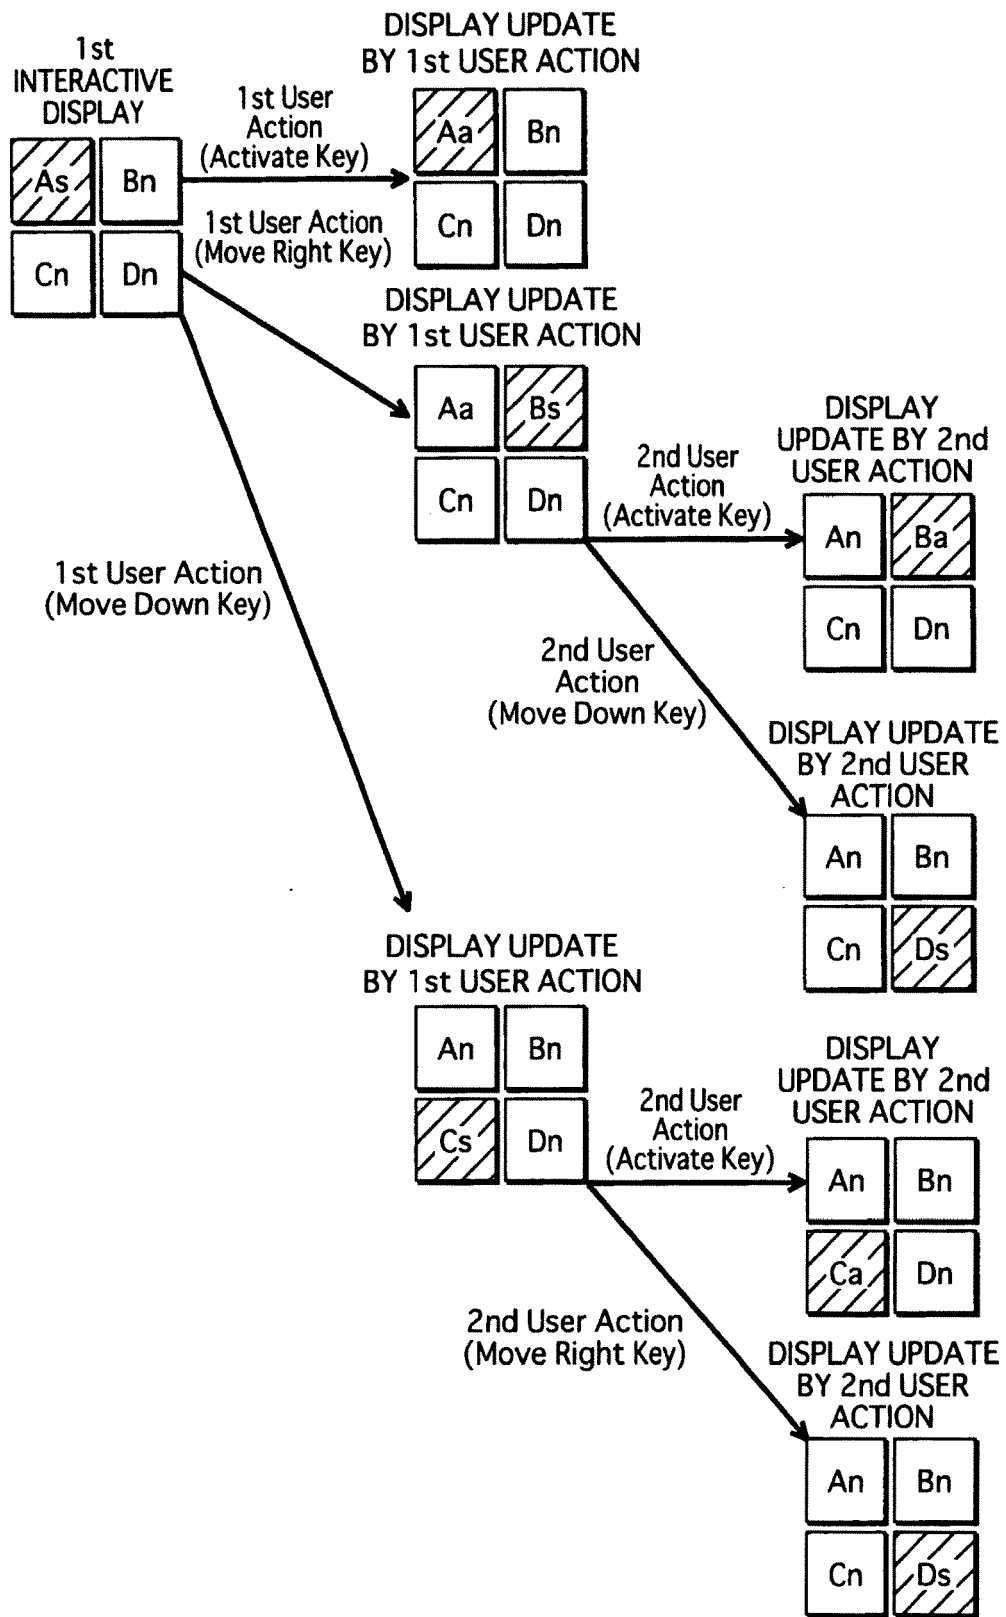 1st
INTERACTIVE
DISPLAY
As Bn
Cn Dn
1st User
Action
(Activate Key)
DISPLAY UPDATE
BY 1st USER ACTION
Aa Bn
Cn Dn
1st User Action
(Move Right Key)
DISPLAY UPDATE
BY 1st USER ACTION
Aa Bs
Cn Dn
2nd User
Action
(Activate Key)
DISPLAY
UPDATE BY 2nd
USER ACTION
An Ba
Cn Dn
2nd User
Action
(Move Down Key)
DISPLAY UPDATE
BY 2nd USER
ACTION
An Bn
Cn Ds
1st User Action
(Move Down Key)
DISPLAY UPDATE
BY 1st USER ACTION
An Bn
Cs Dn
2nd User
Action
(Activate Key)
DISPLAY
UPDATE BY 2nd
USER ACTION
An Bn
Ca Dn
2nd User Action
(Move Right Key)
DISPLAY UPDATE
BY 2nd USER
ACTION
An Bn
Cn Ds